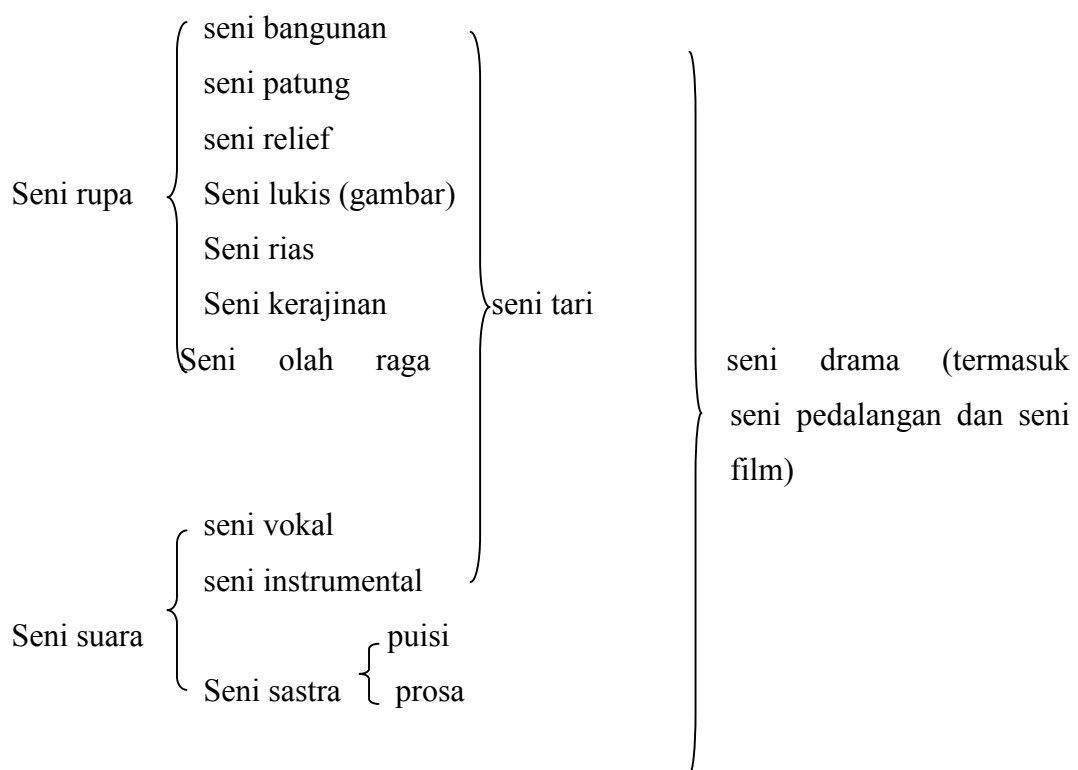 seni bangunan
seni patung
seni relief
Seni rupa Seni lukis (gambar)
Seni rias
Seni kerajinan seni tari
Seni olah raga seni drama (termasuk
seni pedalangan dan seni
film)
seni vokal
seni instrumental
Seni suara puisi
Seni sastra prosa